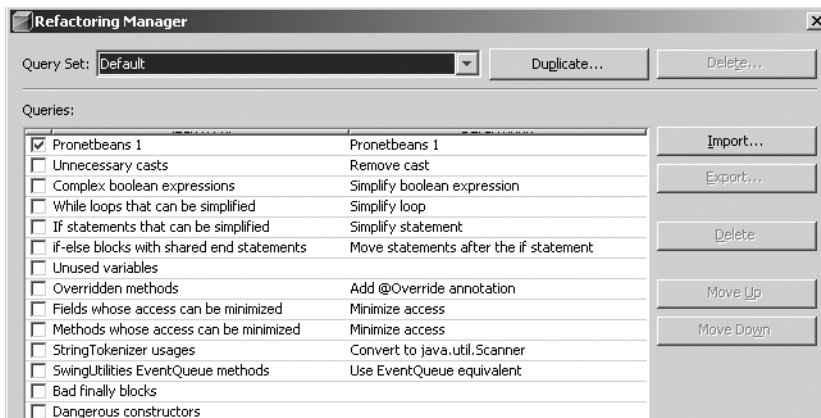 Refactoring Manager
Query Set: Default Duplicate... Delete...
Queries:
Pronetbeans 1 Pronetbeans 1 Import...
Unnecessary casts Remove cast
Complex boolean expressions Simplify boolean expression Export...
While loops that can be simplified Simplify loop
If statements that can be simplified Simplify statement
if-else blocks with shared end statements Move statements after the if statement Delete
Unused variables
Overridden methods Add @Override annotation Move Up
Fields whose access can be minimized Minimize access
Methods whose access can be minimized Minimize access Move Down
StringTokenizer usages Convert to java.util.Scanner
SwingUtilities EventQueue methods Use EventQueue equivalent
Bad finally blocks
Dangerous constructors